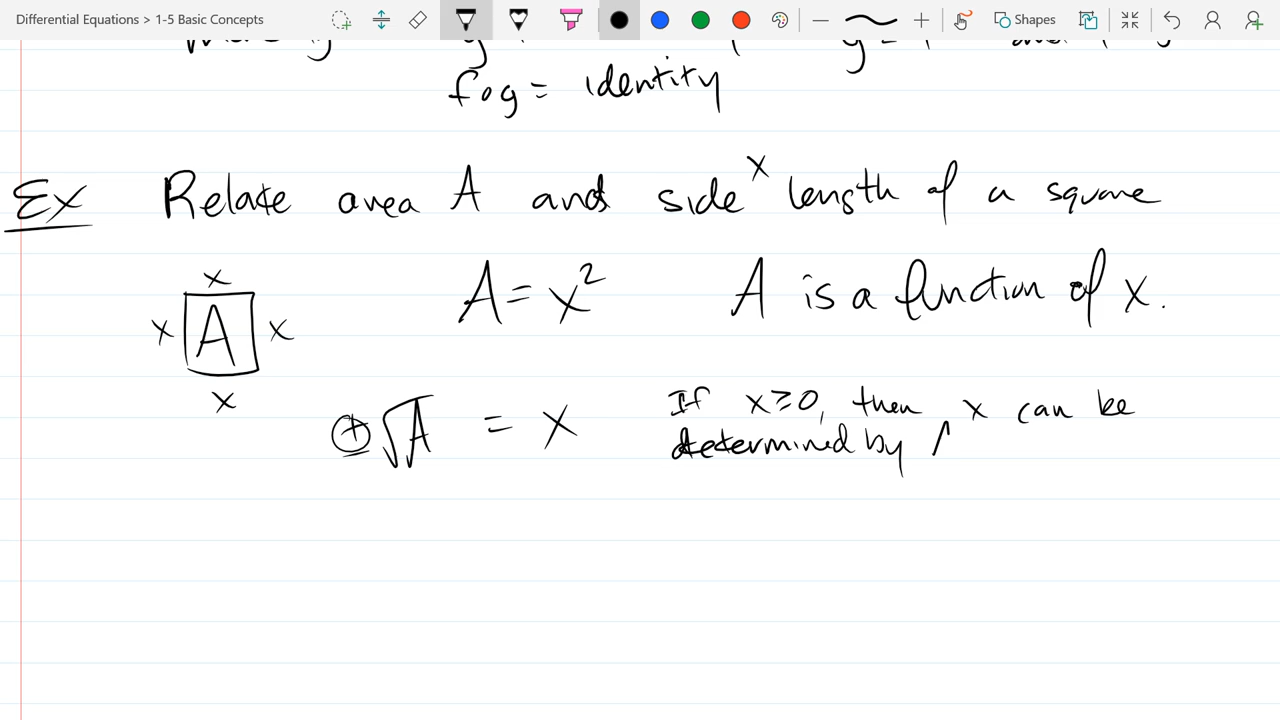 Differential Equations > 1-5 Basic Concepts
Shapes
fog = identity
Ex Relate area A and side x length of a square
x
A = x² A is a function of x.
x A x
x
±√A = x If x≥0, then x can be
determined by